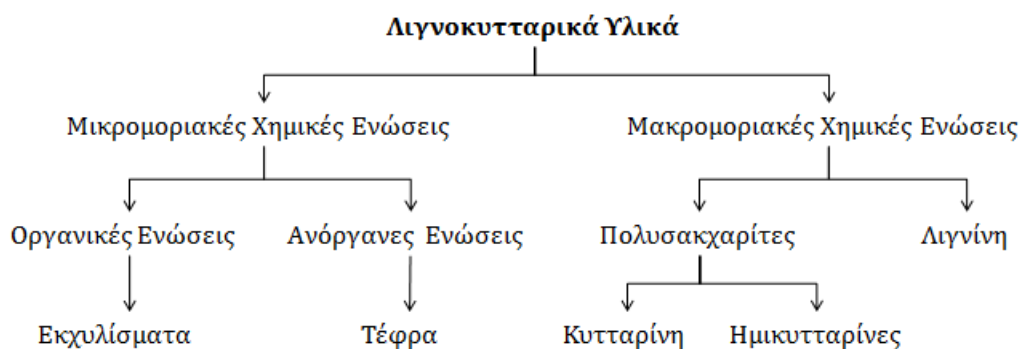 Λιγνοκυτταρικά Υλικά
Μικρομοριακές Χημικές Ενώσεις
Μακρομοριακές Χημικές Ενώσεις
Οργανικές Ενώσεις
Ανόργανες Ενώσεις
Πολυσακχαρίτες
Λιγνίνη
Εκχυλίσματα
Τέφρα
Κυτταρίνη
Ημικυτταρίνες